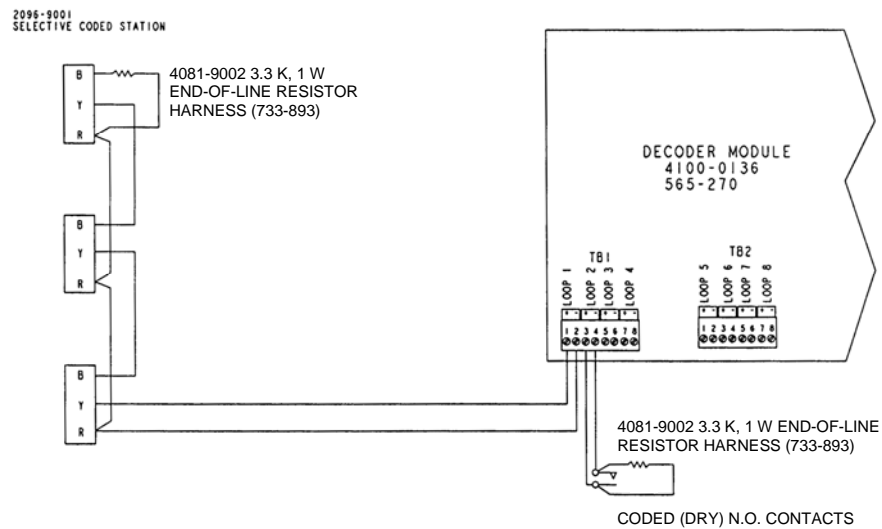 2096-9001
SELECTIVE CODED STATION
B
Y
R
4081-9002 3.3 K, 1 W
END-OF-LINE RESISTOR
HARNESS (733-893)
B
Y
R
B
Y
R
DECODER MODULE
4100-0136
565-270
TB1
LOOP 1
LOOP 2
LOOP 3
LOOP 4
+ - + - + - + -
1 2 3 4 5 6 7 8
TB2
LOOP 5
LOOP 6
LOOP 7
LOOP 8
+ - + - + - + -
1 2 3 4 5 6 7 8
4081-9002 3.3 K, 1 W END-OF-LINE
RESISTOR HARNESS (733-893)
CODED (DRY) N.O. CONTACTS